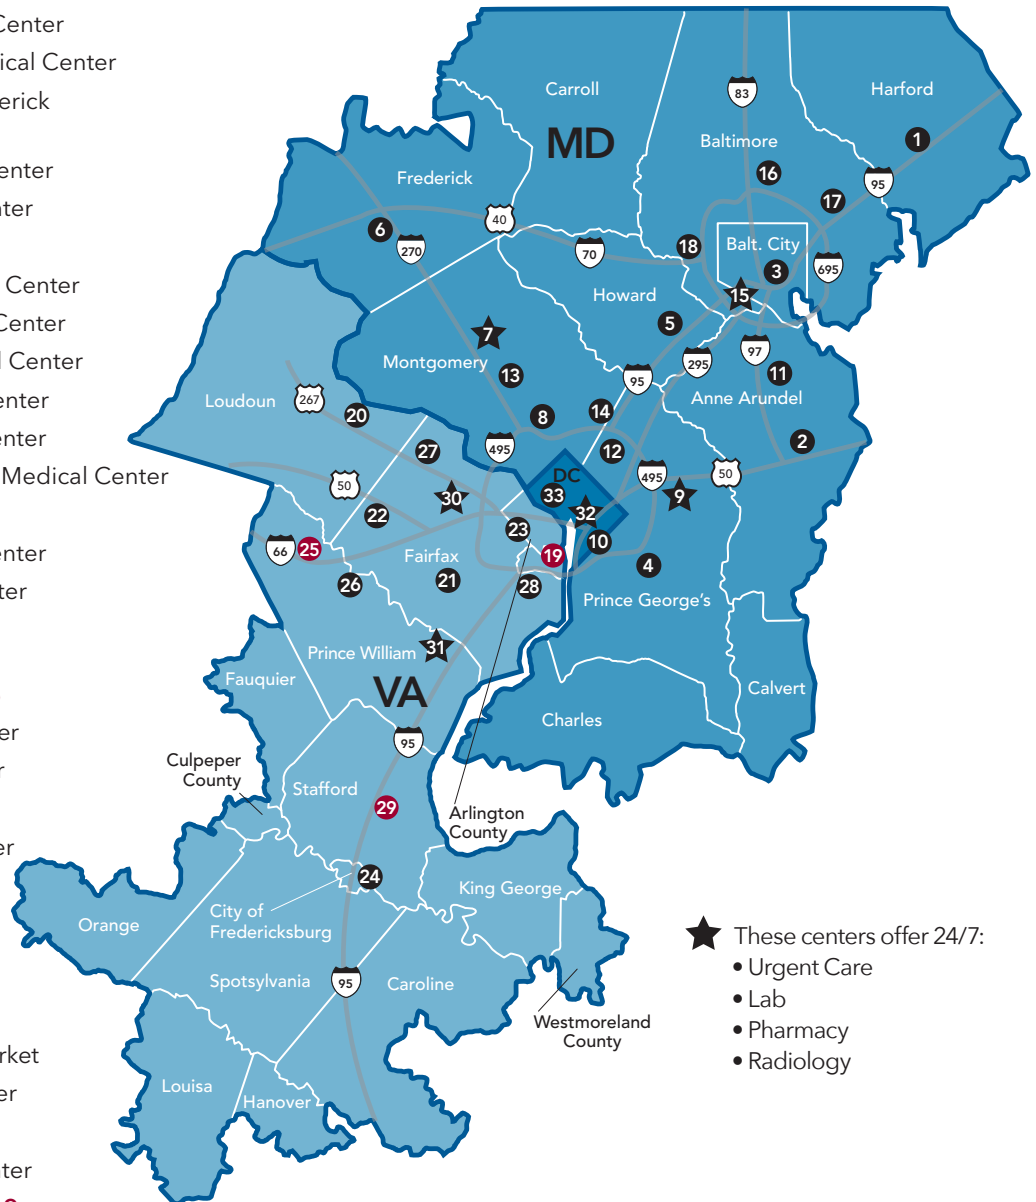 Center
ical Center
erick
enter
ter
Center
Center
l Center
enter
enter
Medical Center
enter
ter
er
r
er
rket
er
ter
Carroll
83
Harford
MD
Baltimore
1
16
95
Frederick
17
40
6
270
70
18
Balt. City
3
695
15
Howard
5
7
Montgomery
97
295
11
13
95
Anne Arundel
Loudoun
267
20
8
14
2
27
495
12
DC
50
30
33
495
9
50
22
32
23
10
66
25
Fairfax
19
4
26
21
28
Prince George's
31
Prince William
Fauquier
VA
Calvert
Charles
95
Culpeper
County
Stafford
29
Arlington
County
24
King George
City of
Fredericksburg
Orange
Spotsylvania
95
Caroline
Westmoreland
County
Louisa
Hanover
These centers offer 24/7:
• Urgent Care
• Lab
• Pharmacy
• Radiology